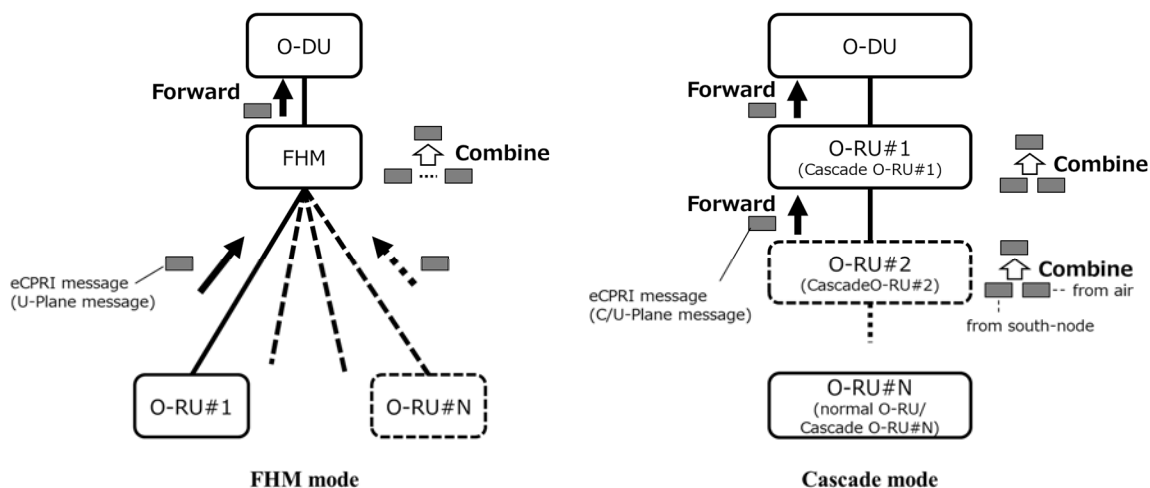 O-DU
Forward
FHM
Combine
eCPRI message
(U-Plane message)
O-RU#1
O-RU#N
FHM mode
O-DU
Forward
O-RU#1
(Cascade O-RU#1)
Combine
Forward
O-RU#2
(CascadeO-RU#2)
Combine
from air
from south-node
eCPRI message
(C/U-Plane message)
O-RU#N
(normal O-RU/
Cascade O-RU#N)
Cascade mode